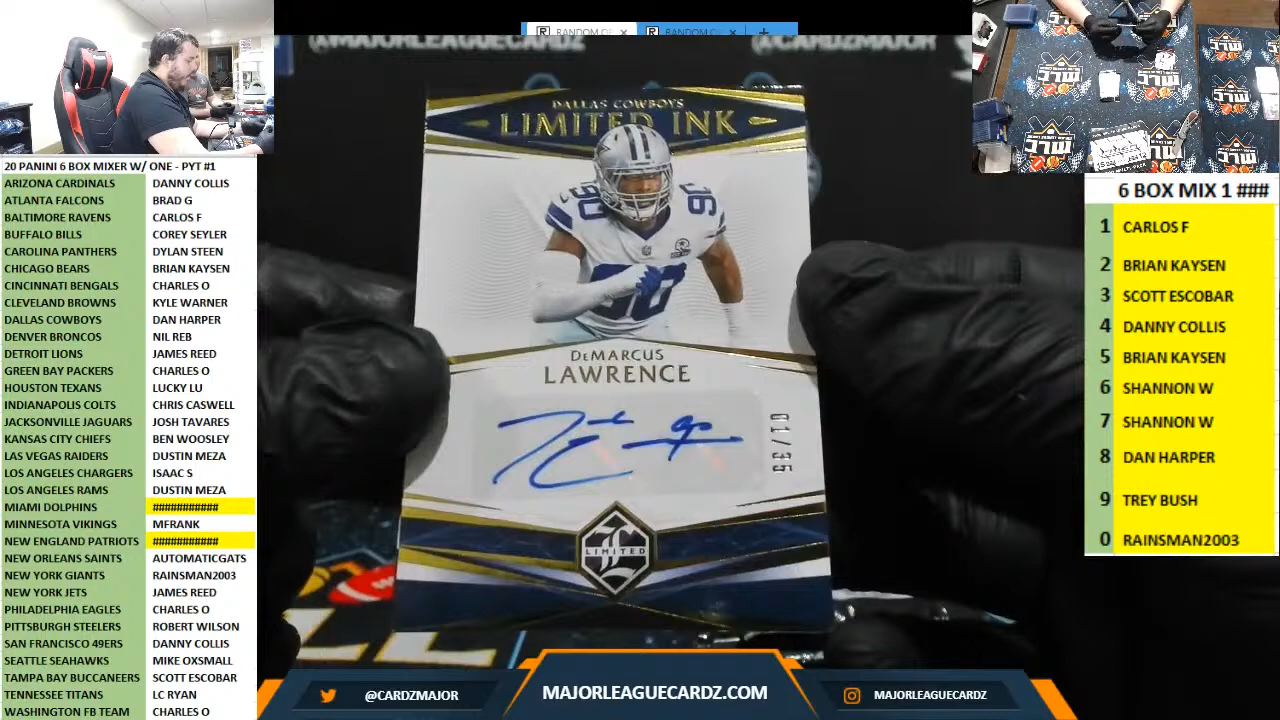 RANDOM
@MAJORLEAGUECARDZ
@CARDZMAJOR
20 PANINI 6 BOX MIXER W/ ONE - PYT #1
ARIZONA CARDINALS DANNY COLLIS
ATLANTA FALCONS BRAD G
BALTIMORE RAVENS CARLOS F
BUFFALO BILLS COREY SEYLER
CAROLINA PANTHERS DYLAN STEEN
CHICAGO BEARS BRIAN KAYSEN
CINCINNATI BENGALS CHARLES O
CLEVELAND BROWNS KYLE WARNER
DALLAS COWBOYS DAN HARPER
DENVER BRONCOS NIL REB
DETROIT LIONS JAMES REED
GREEN BAY PACKERS CHARLES O
HOUSTON TEXANS LUCKY LU
INDIANAPOLIS COLTS CHRIS CASWELL
JACKSONVILLE JAGUARS JOSH TAVARES
KANSAS CITY CHIEFS BEN WOOSLEY
LAS VEGAS RAIDERS DUSTIN MEZA
LOS ANGELES CHARGERS ISAAC S
LOS ANGELES RAMS DUSTIN MEZA
MIAMI DOLPHINS ###########
MINNESOTA VIKINGS MFRANK
NEW ENGLAND PATRIOTS ###########
NEW ORLEANS SAINTS AUTOMATICGATS
NEW YORK GIANTS RAINSMAN2003
NEW YORK JETS JAMES REED
PHILADELPHIA EAGLES CHARLES O
PITTSBURGH STEELERS ROBERT WILSON
SAN FRANCISCO 49ERS DANNY COLLIS
SEATTLE SEAHAWKS MIKE OXSMALL
TAMPA BAY BUCCANEERS SCOTT ESCOBAR
TENNESSEE TITANS LC RYAN
WASHINGTON FB TEAM CHARLES O
DALLAS COWBOYS
LIMITED INK
90
90
90
DEMARCUS
LAWRENCE
01/35
LIMITED
6 BOX MIX 1 ###
1 CARLOS F
2 BRIAN KAYSEN
3 SCOTT ESCOBAR
4 DANNY COLLIS
5 BRIAN KAYSEN
6 SHANNON W
7 SHANNON W
8 DAN HARPER
9 TREY BUSH
0 RAINSMAN2003
@CARDZMAJOR
MAJORLEAGUECARDZ.COM
MAJORLEAGUECARDZ